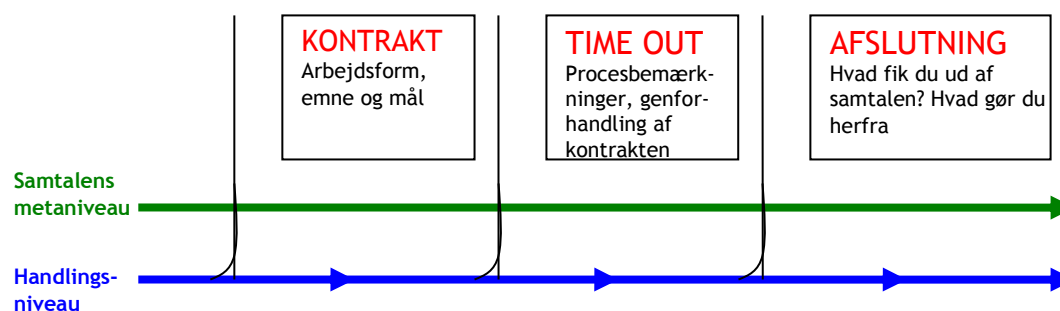 KONTRAKT
Arbejdsform,
emne og mål
TIME OUT
Procesbemærk-
ninger, genfor-
handling af
kontrakten
AFSLUTNING
Hvad fik du ud af
samtalen? Hvad gør du
herfra
Samtalens
metaniveau
Handlings-
niveau